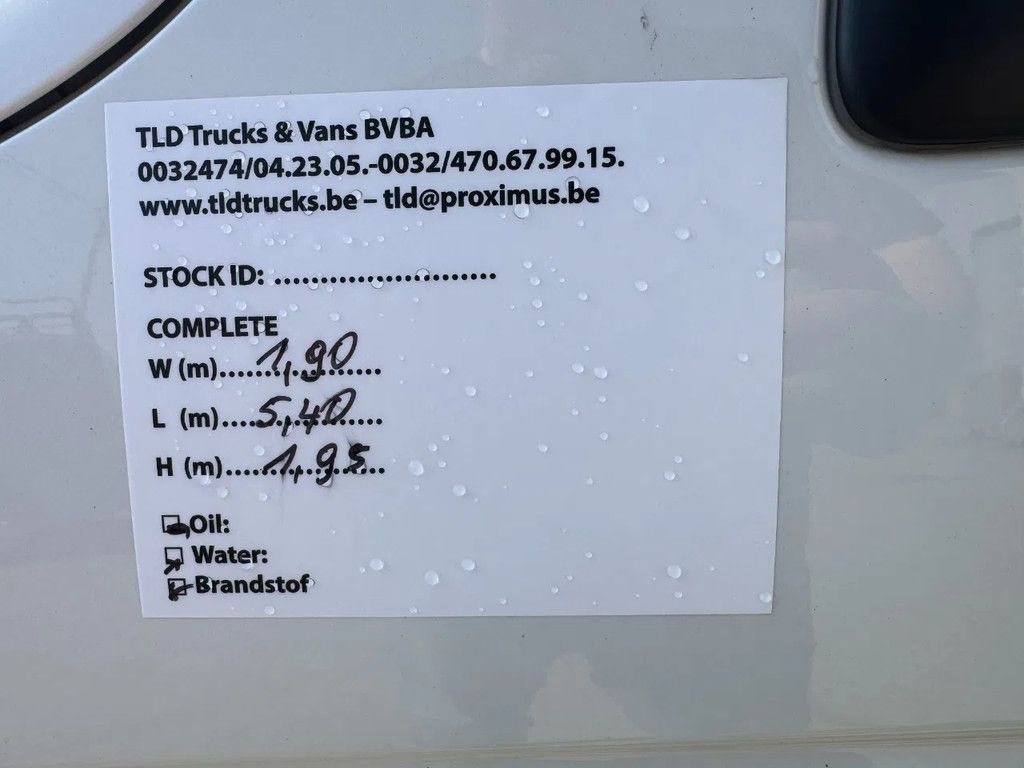 TLD Trucks & Vans BVBA
0032474/04.23.05.-0032/470.67.99.15.
www.tldtrucks.be – tld@proximus.be
STOCK ID: ........................
COMPLETE
W (m)....1,90....
L (m)....5,40....
H (m)....1,95....
Oil:
Water:
Brandstof